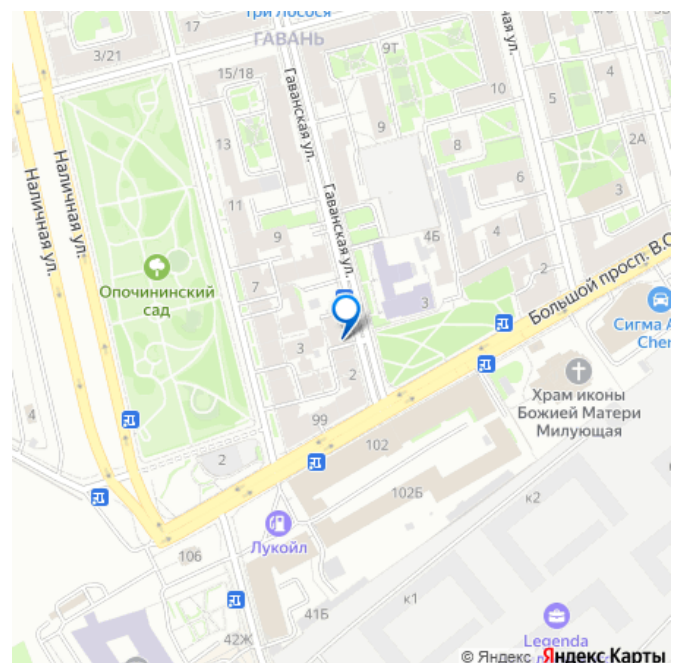 Три Лосося
17
3/21
ГАВАНЬ
9Т
Наличная ул.
4
15/18
10
5
Гаванская ул.
13
9
8
2А
Наличная ул.
Наличная ул.
11
6
3
Гаванская ул.
9
4Б
4
Опочининский
сад
7
2
Большой просп. В.О
3
3
Сигма А
Cher
2
Храм иконы
Божией Матери
Милующая
4
99
102
2
102Б
к2
Лукойл
106
41Б
к1
42Ж
Legenda
© Яндекс Яндекс Карты